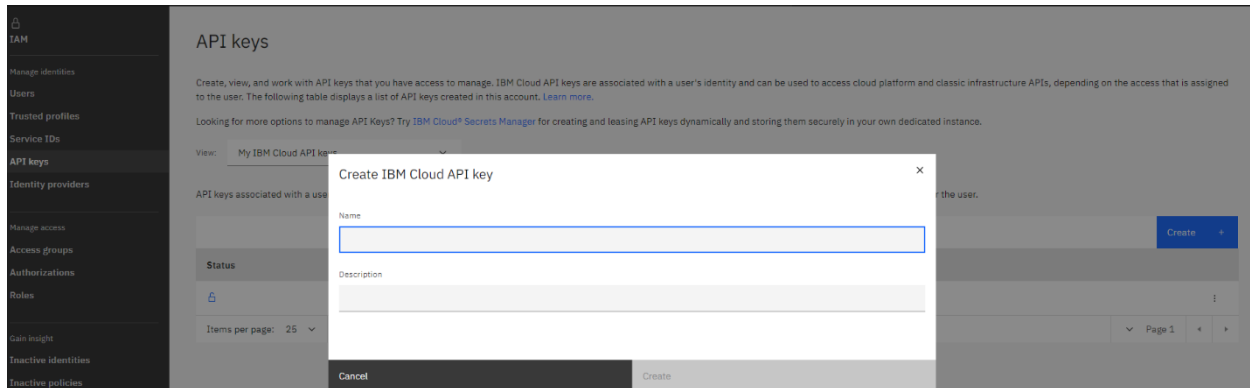 IAM
Manage identities
Users
Trusted profiles
Service IDs
API keys
Identity providers
Manage access
Access groups
Authorizations
Roles
Gain insight
Inactive identities
Inactive policies
API keys
Create, view, and work with API keys that you have access to manage. IBM Cloud API keys are associated with a user's identity and can be used to access cloud platform and classic infrastructure APIs, depending on the access that is assigned
to the user. The following table displays a list of API keys created in this account. Learn more.
Looking for more options to manage API Keys? Try IBM Cloud® Secrets Manager for creating and leasing API keys dynamically and storing them securely in your own dedicated instance.
View: My IBM Cloud API keys
API keys associated with a use
r the user.
Create +
Status
Items per page: 25
Page 1
Create IBM Cloud API key
Name
Description
Cancel
Create